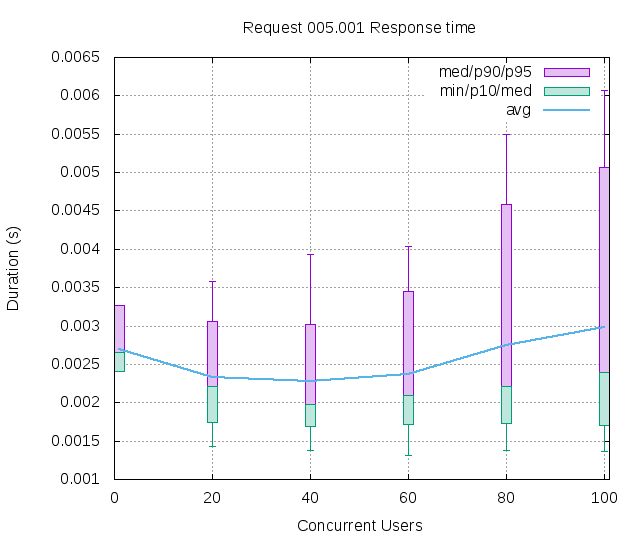 Request 005.001 Response time
med/p90/p95
min/p10/med
avg
Duration (s)
0.0065
0.006
0.0055
0.005
0.0045
0.004
0.0035
0.003
0.0025
0.002
0.0015
0.001
0 20 40 60 80 100
Concurrent Users